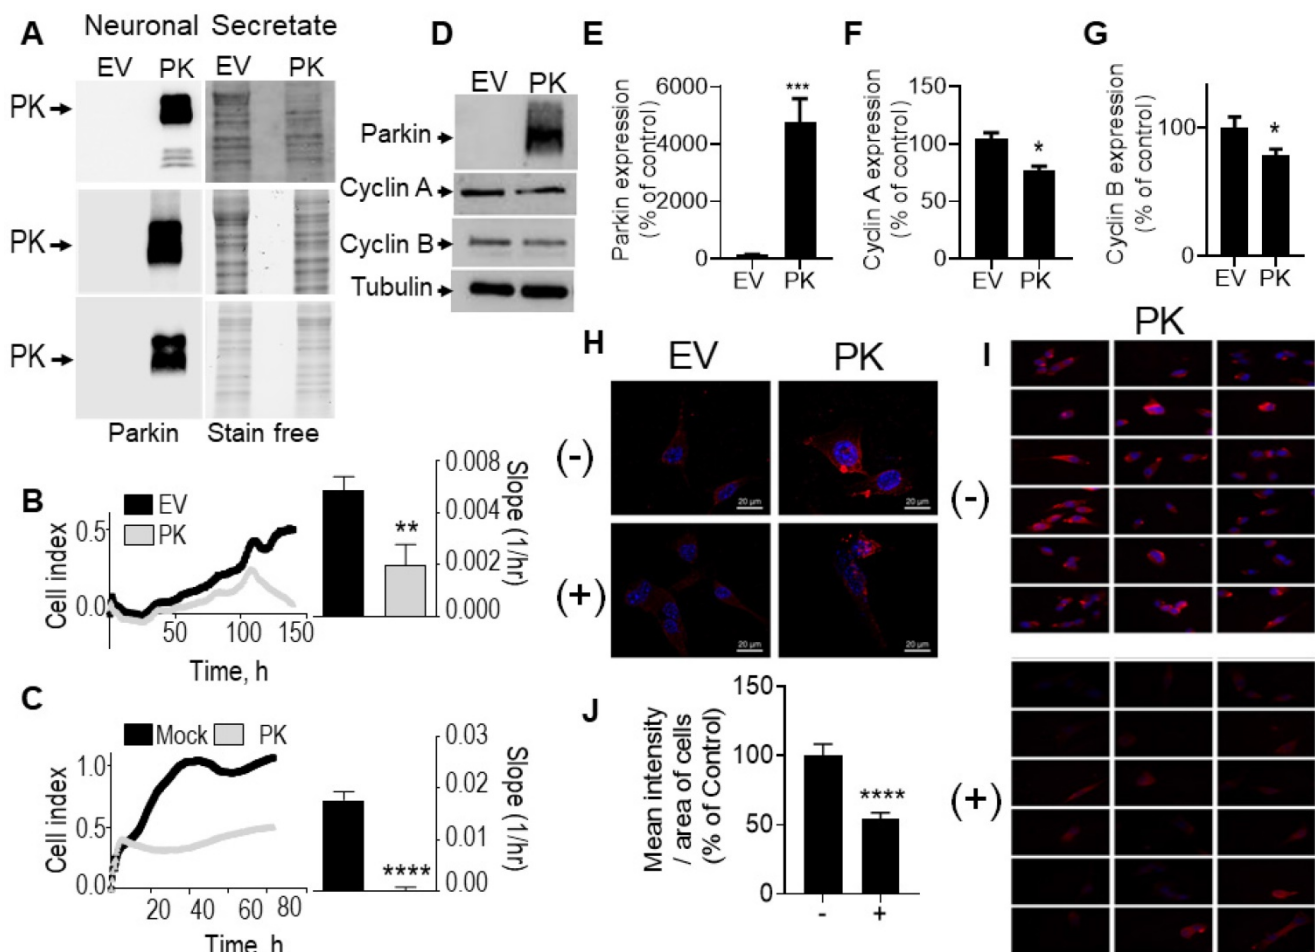 A
Neuronal Secretate
EV PK EV PK
PK
PK
PK
Parkin Stain free
B
EV
PK
Cell index
0.5
0.0
50 100 150
Time, h
**
0.008
0.006
0.004
0.002
0.000
Slope (1/hr)
C
Mock PK
Cell index
1.0
0.5
0.0
20 40 60 80
Time, h
****
0.03
0.02
0.01
0.00
Slope (1/hr)
D
EV PK
Parkin
Cyclin A
Cyclin B
Tubulin
E
Parkin expression
(% of control)
6000
4000
2000
0
***
EV PK
F
Cyclin A expression
(% of control)
150
100
50
0
*
EV PK
G
Cyclin B expression
(% of control)
100
0
*
EV PK
H
EV PK
(-)
20 µm 20 µm
(+)
20 µm 20 µm
I
PK
(-)
(+)
J
Mean intensity
/ area of cells
(% of Control)
150
100
50
0
****
- +